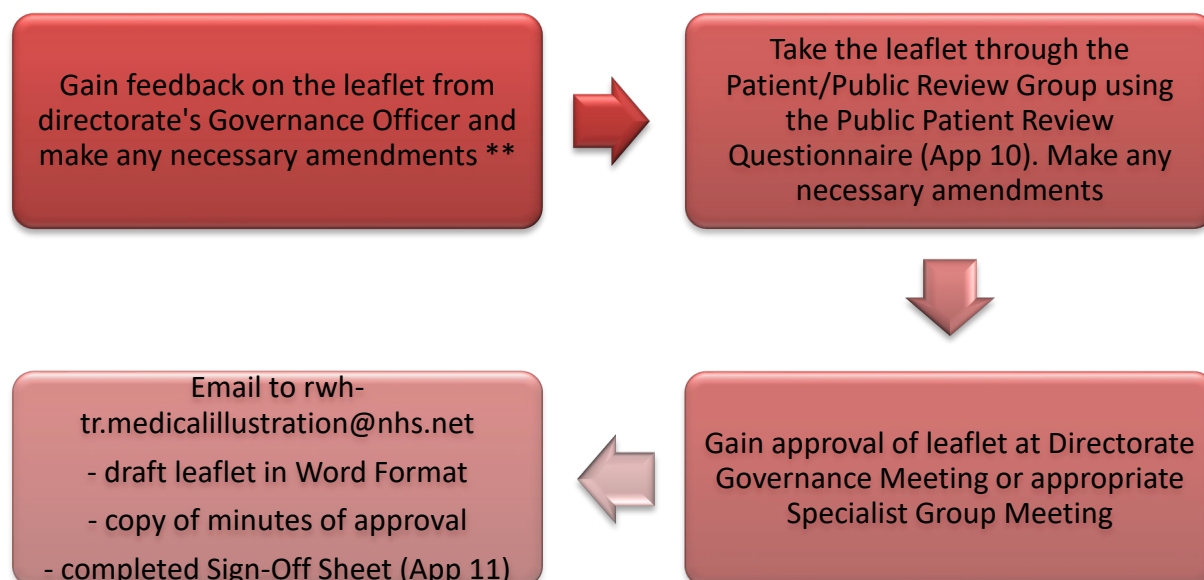 Gain feedback on the leaflet from
directorate's Governance Officer and
make any necessary amendments **
Take the leaflet through the
Patient/Public Review Group using
the Public Patient Review
Questionnaire (App 10). Make any
necessary amendments
Gain approval of leaflet at Directorate
Governance Meeting or appropriate
Specialist Group Meeting
Email to rwh-
tr.medicalillustration@nhs.net
- draft leaflet in Word Format
- copy of minutes of approval
- completed Sign-Off Sheet (App 11)